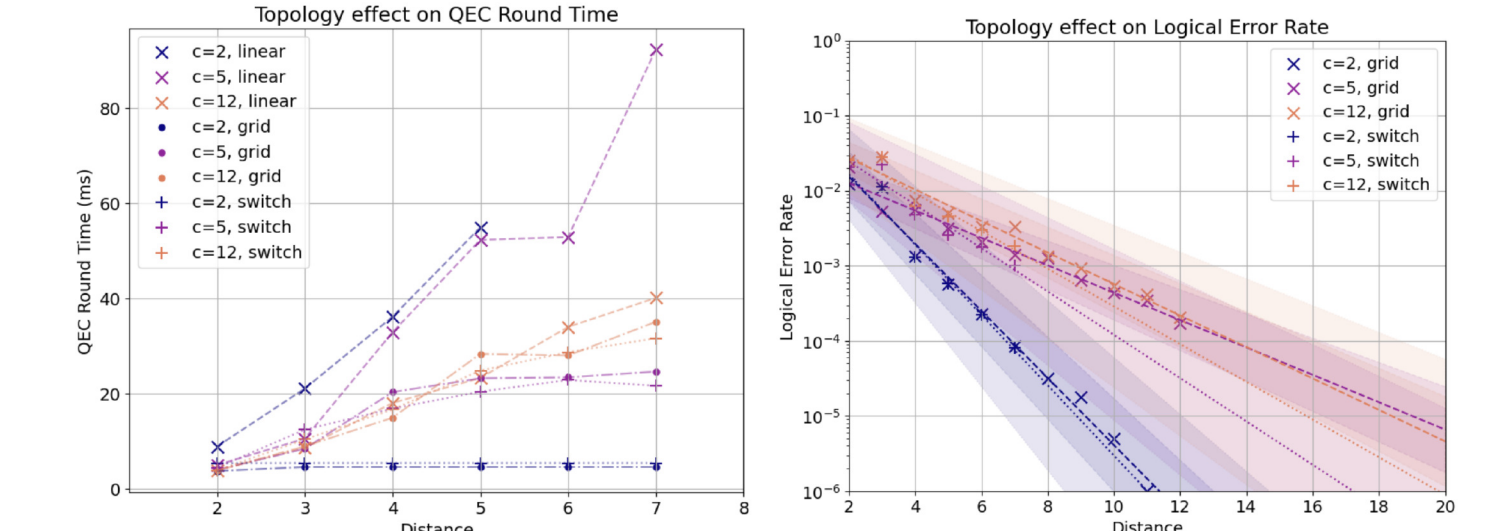 Topology effect on QEC Round Time
QEC Round Time (ms)
80
60
40
20
0
2
3
4
5
6
7
8
Distance
c=2, linear
c=5, linear
c=12, linear
c=2, grid
c=5, grid
c=12, grid
c=2, switch
c=5, switch
c=12, switch
Topology effect on Logical Error Rate
Logical Error Rate
10⁰
10⁻¹
10⁻²
10⁻³
10⁻⁴
10⁻⁵
10⁻⁶
2
4
6
8
10
12
14
16
18
20
Distance
c=2, grid
c=5, grid
c=12, grid
c=2, switch
c=5, switch
c=12, switch